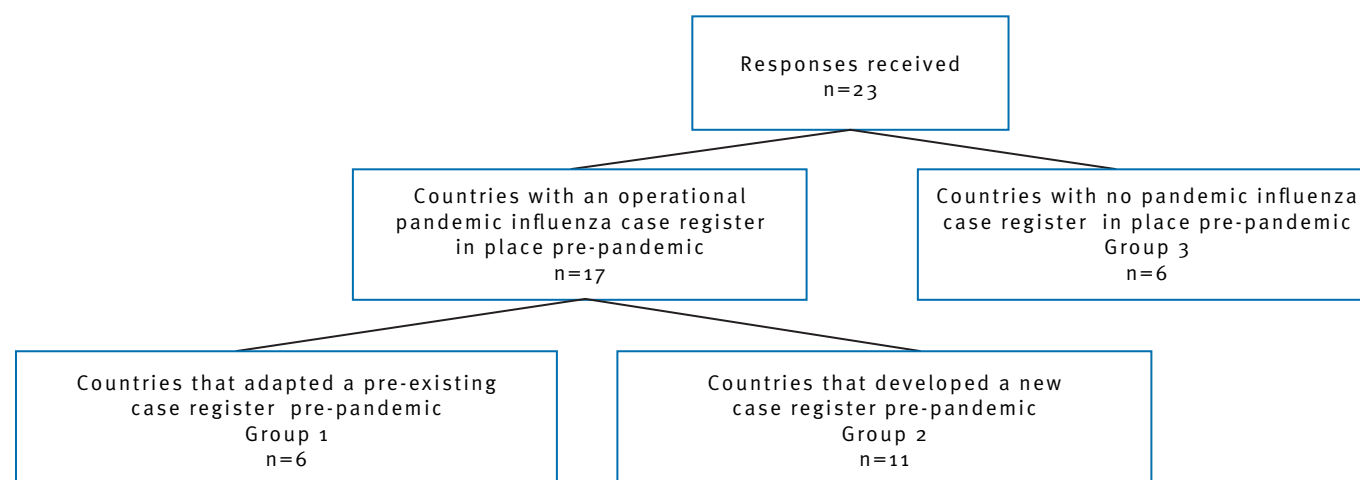 Responses received
n=23
Countries with an operational
pandemic influenza case register
in place pre-pandemic
n=17
Countries with no pandemic influenza
case register in place pre-pandemic
Group 3
n=6
Countries that adapted a pre-existing
case register pre-pandemic
Group 1
n=6
Countries that developed a new
case register pre-pandemic
Group 2
n=11